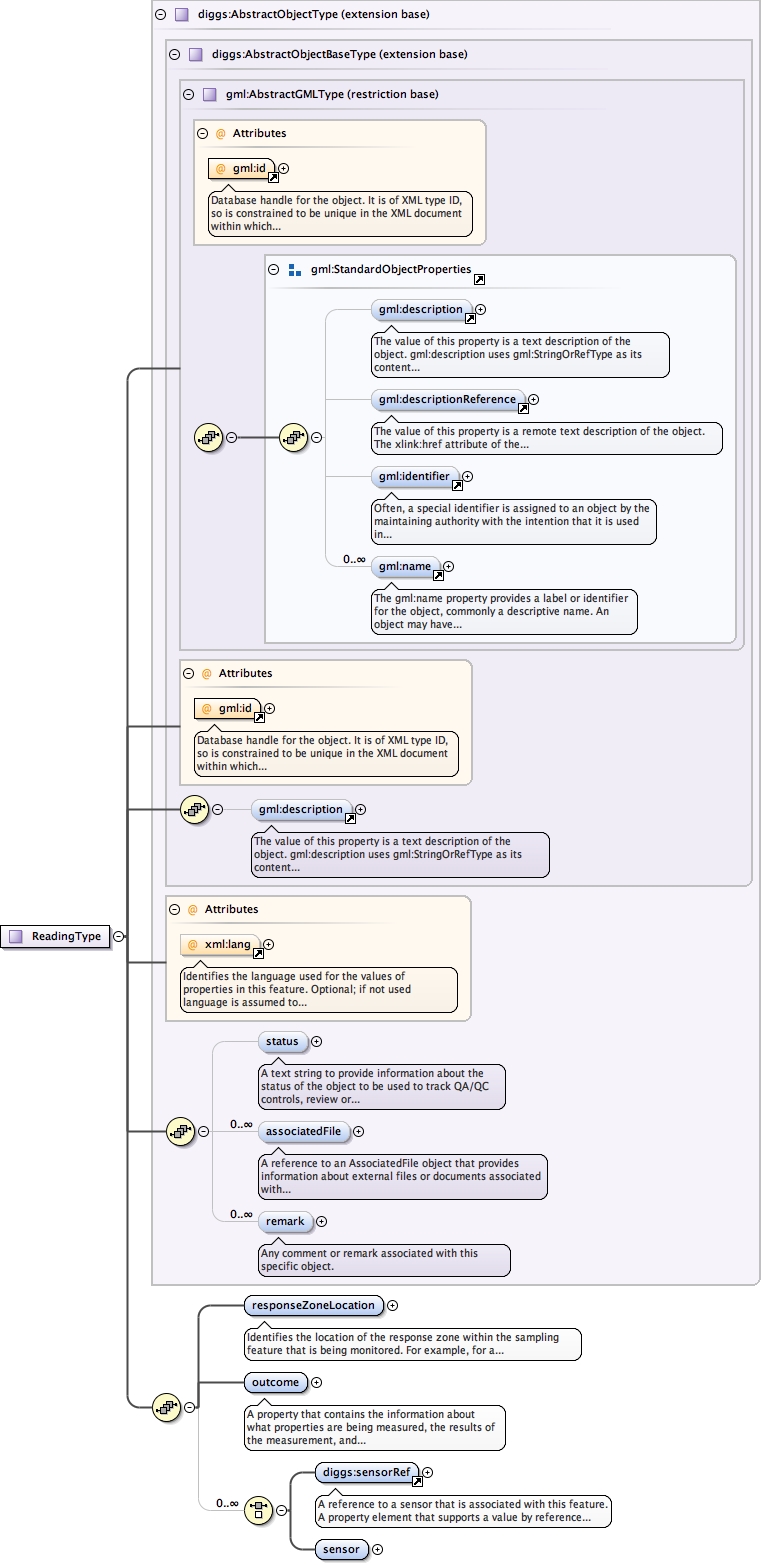 diggs:AbstractObjectType (extension base)
diggs:AbstractObjectBaseType (extension base)
gml:AbstractGMLType (restriction base)
@ Attributes
@ gml:id
Database handle for the object. It is of XML type ID,
so is constrained to be unique in the XML document
within which...
gml:StandardObjectProperties
gml:description
The value of this property is a text description of the
object. gml:description uses gml:StringOrRefType as its
content...
gml:descriptionReference
The value of this property is a remote text description of the object.
The xlink:href attribute of the...
gml:identifier
Often, a special identifier is assigned to an object by the
maintaining authority with the intention that it is used
in...
0..∞
gml:name
The gml:name property provides a label or identifier
for the object, commonly a descriptive name. An
object may have...
@ Attributes
@ gml:id
Database handle for the object. It is of XML type ID,
so is constrained to be unique in the XML document
within which...
gml:description
The value of this property is a text description of the
object. gml:description uses gml:StringOrRefType as its
content...
@ Attributes
ReadingType
@ xml:lang
Identifies the language used for the values of
properties in this feature. Optional; if not used
language is assumed to...
status
A text string to provide information about the
status of the object to be used to track QA/QC
controls, review or...
0..∞
associatedFile
A reference to an AssociatedFile object that provides
information about external files or documents associated
with...
0..∞
remark
Any comment or remark associated with this
specific object.
responseZoneLocation
Identifies the location of the response zone within the sampling
feature that is being monitored. For example, for a...
outcome
A property that contains the information about
what properties are being measured, the results of
the measurement, and...
diggs:sensorRef
0..∞
A reference to a sensor that is associated with this feature.
A property element that supports a value by reference...
sensor